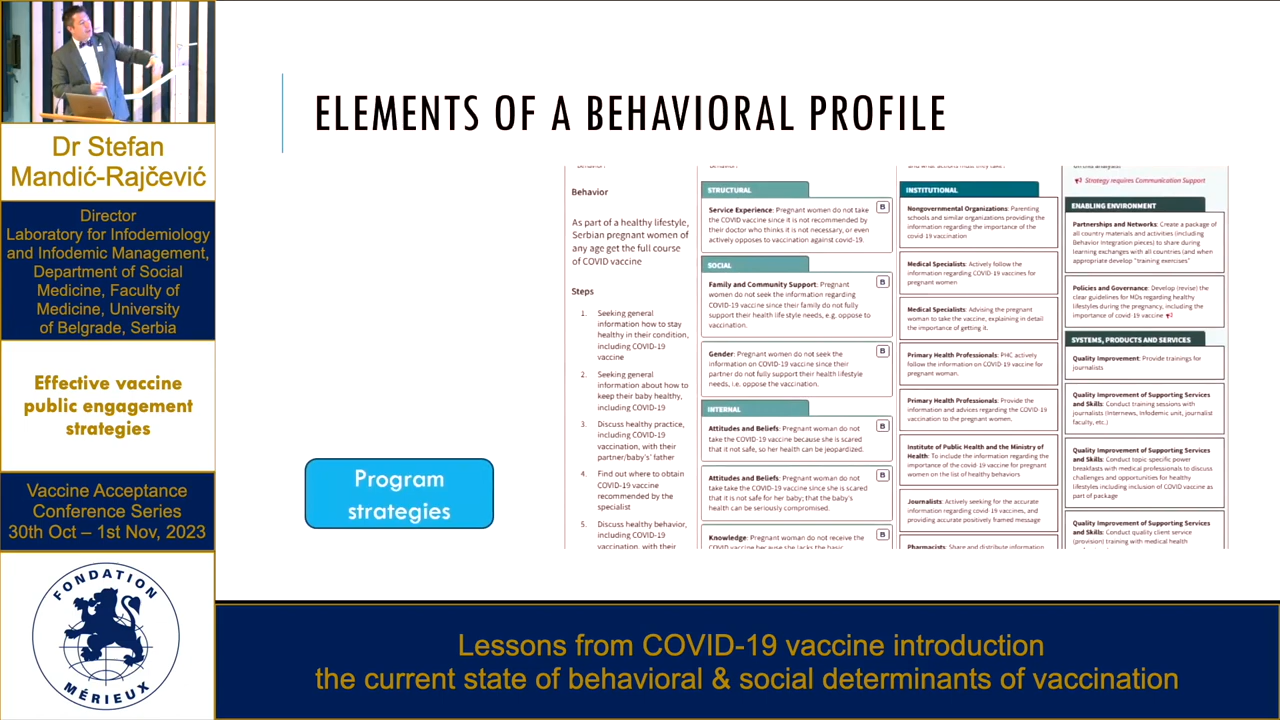 Dr Stefan
Mandić-Rajčević
Director
Laboratory for Infodemiology
and Infodemic Management,
Department of Social
Medicine, Faculty of
Medicine, University
of Belgrade, Serbia
Effective vaccine
public engagement
strategies
Vaccine Acceptance
Conference Series
30th Oct – 1st Nov, 2023
FONDATION
MÉRIEUX
ELEMENTS OF A BEHAVIORAL PROFILE
Program
strategies
Behavior
As part of a healthy lifestyle,
Serbian pregnant women of
any age get the full course
of COVID vaccine
Steps
1. Seeking general
information how to stay
healthy in their condition,
including COVID-19
vaccine
2. Seeking general
information about how to
keep their baby healthy,
including COVID-19
3. Discuss healthy practice,
including COVID-19
vaccination, with their
partner/baby's' father
4. Find out where to obtain
COVID-19 vaccine
recommended by the
specialist
5. Discuss healthy behavior,
including COVID-19
vaccination, with their
STRUCTURAL
Service Experience: Pregnant women do not take
the COVID vaccine since it is not recommended by
their doctor who thinks it is not necessary, or even
actively opposes to vaccination against covid-19.
B
SOCIAL
Family and Community Support: Pregnant
women do not seek the information regarding
COVID-19 vaccine since their family do not fully
support their health life style needs, e.g. oppose to
vaccination.
B
Gender: Pregnant women do not seek the
information on COVID-19 vaccine since their
partner do not fully support their health lifestyle
needs, i.e. oppose the vaccination.
B
INTERNAL
Attitudes and Beliefs: Pregnant woman do not
take the COVID-19 vaccine because she is scared
that it is not safe, so her health can be jeopardized.
B
Attitudes and Beliefs: Pregnant woman do not
take take the COVID-19 vaccine since she is scared
that it is not safe for her baby; that the baby's
health can be seriously compromised.
B
Knowledge: Pregnant woman do not receive the
COVID vaccine because she lacks the basic
B
and what actions must they take?
INSTITUTIONAL
Nongovernmental Organizations: Parenting
schools and similar organizations providing the
information regarding the importance of the
covid-19 vaccination
Medical Specialists: Actively follow the
information regarding COVID-19 vaccines for
pregnant women
Medical Specialists: Advising the pregnant
woman to take the vaccine, explaining in detail
the importance of getting it.
Primary Health Professionals: PHC actively
follow the information on COVID-19 vaccine for
pregnant woman.
Primary Health Professionals: Provide the
information and advices regarding the COVID-19
vaccination to the pregnant women.
Institute of Public Health and the Ministry of
Health: To include the information regarding the
importance of the covid-19 vaccine for pregnant
women on the list of healthy behaviors
Journalists: Actively seeking for the accurate
information regarding covid-19 vaccines, and
providing accurate positively framed message
Pharmacists: Share and distribute information
Strategy requires Communication Support
ENABLING ENVIRONMENT
Partnerships and Networks: Create a package of
all country materials and activities (including
Behavior Integration pieces) to share during
learning exchanges with all countries (and when
appropriate develop "training exercises"
Policies and Governance: Develop (revise) the
clear guidelines for MDs regarding healthy
lifestyles during the pregnancy, including the
importance of covid-19 vaccine
SYSTEMS, PRODUCTS AND SERVICES
Quality Improvement: Provide trainings for
journalists
Quality Improvement of Supporting Services
and Skills: Conduct training sessions with
journalists (Internews, Infodemic unit, journalist
faculty, etc.)
Quality Improvement of Supporting Services
and Skills: Conduct topic specific power
breakfasts with medical professionals to discuss
challenges and opportunities for healthy
lifestyles including inclusion of COVID vaccine as
part of package
Quality Improvement of Supporting Services
and Skills: Conduct quality client service
(provision) training with medical health
Lessons from COVID-19 vaccine introduction
the current state of behavioral & social determinants of vaccination